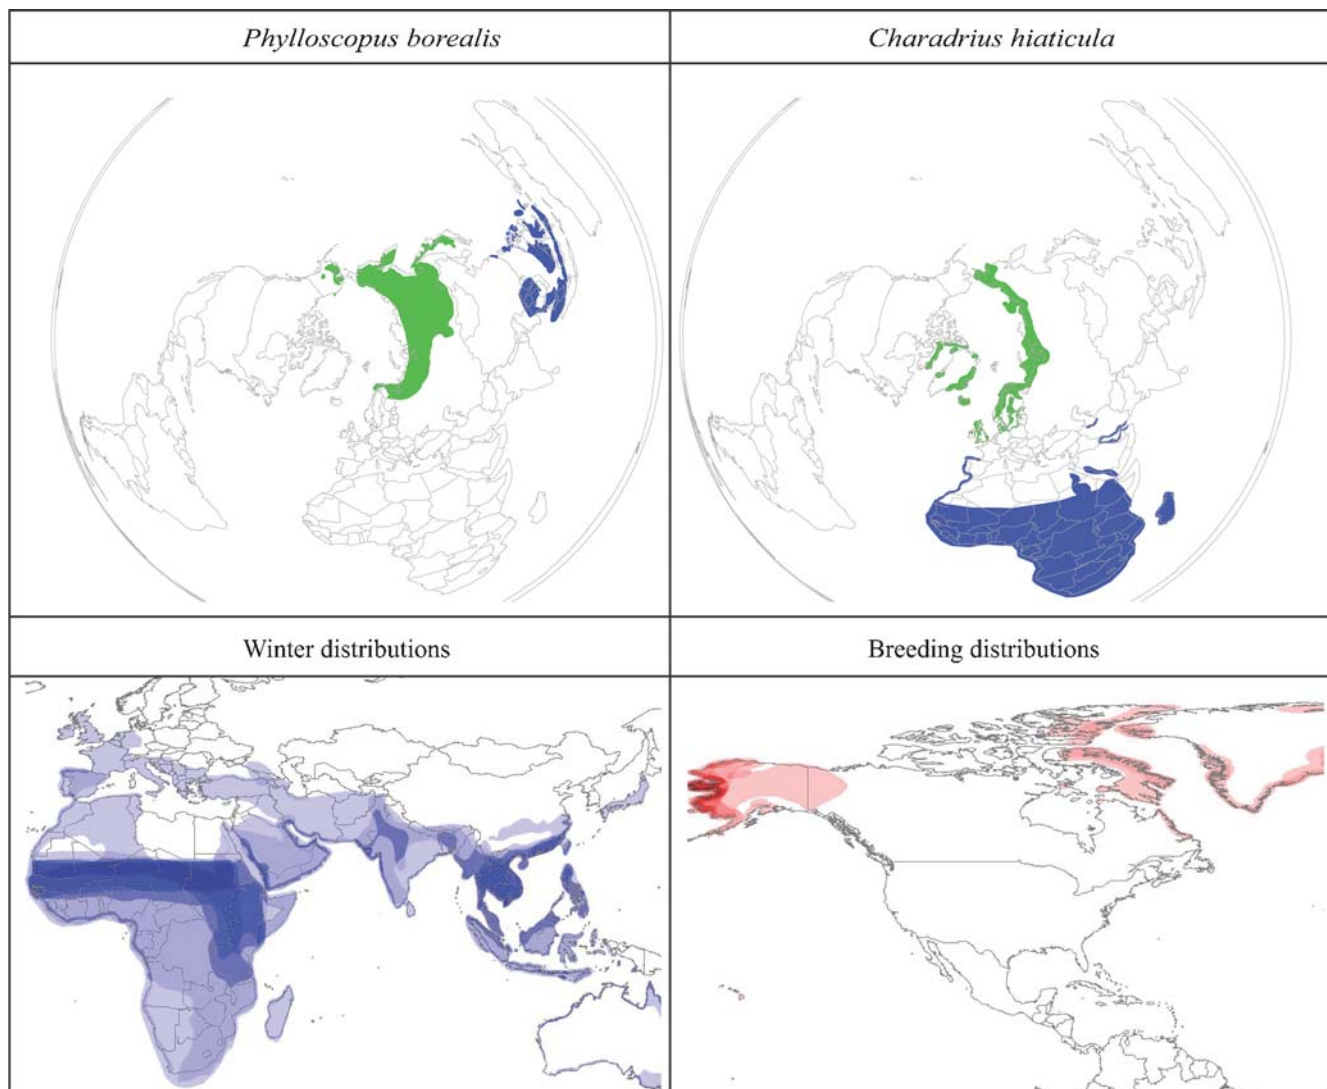 Phylloscopus borealis
Charadrius hiaticula
Winter distributions
Breeding distributions